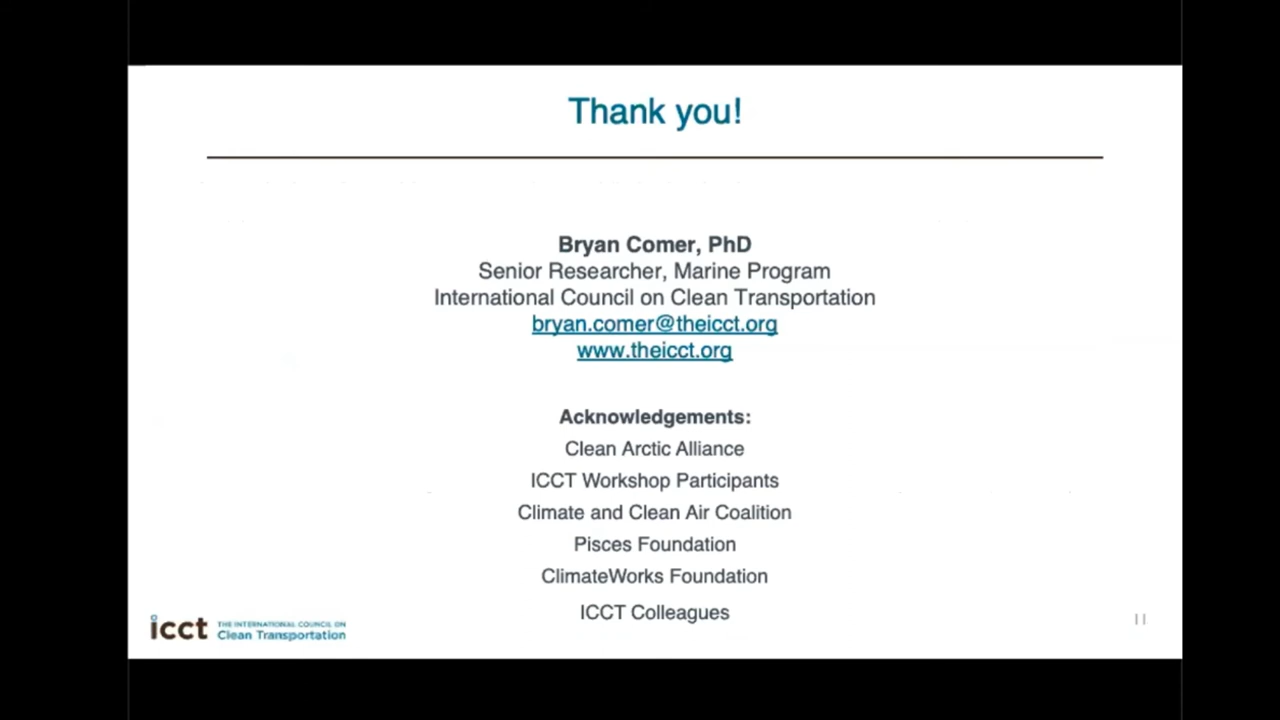 Thank you!
Bryan Comer, PhD
Senior Researcher, Marine Program
International Council on Clean Transportation
bryan.comer@theicct.org
www.theicct.org
Acknowledgements:
Clean Arctic Alliance
ICCT Workshop Participants
Climate and Clean Air Coalition
Pisces Foundation
ClimateWorks Foundation
ICCT Colleagues
icct THE INTERNATIONAL COUNCIL ON
Clean Transportation
11